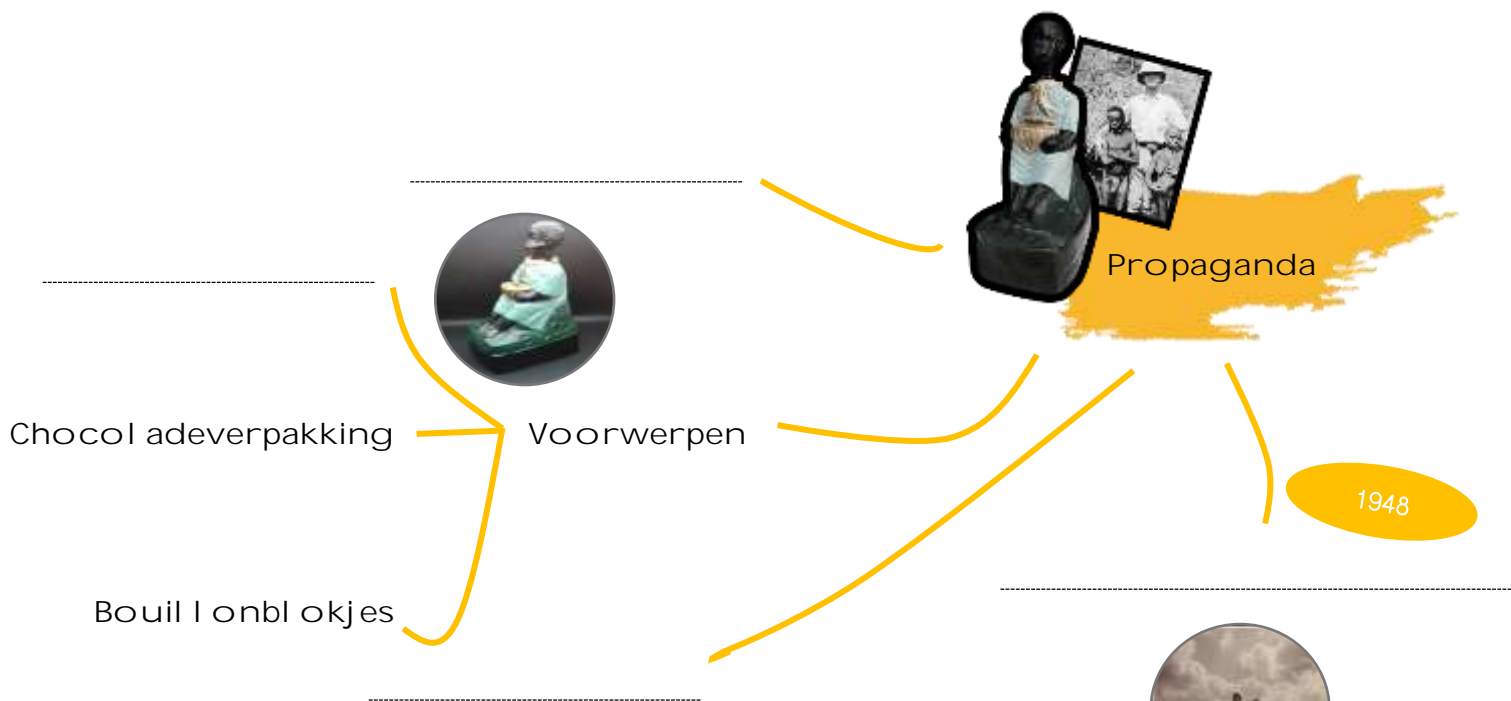 Propaganda
Chocoladeverpakking
Voorwerpen
1948
Bouillonblokjes